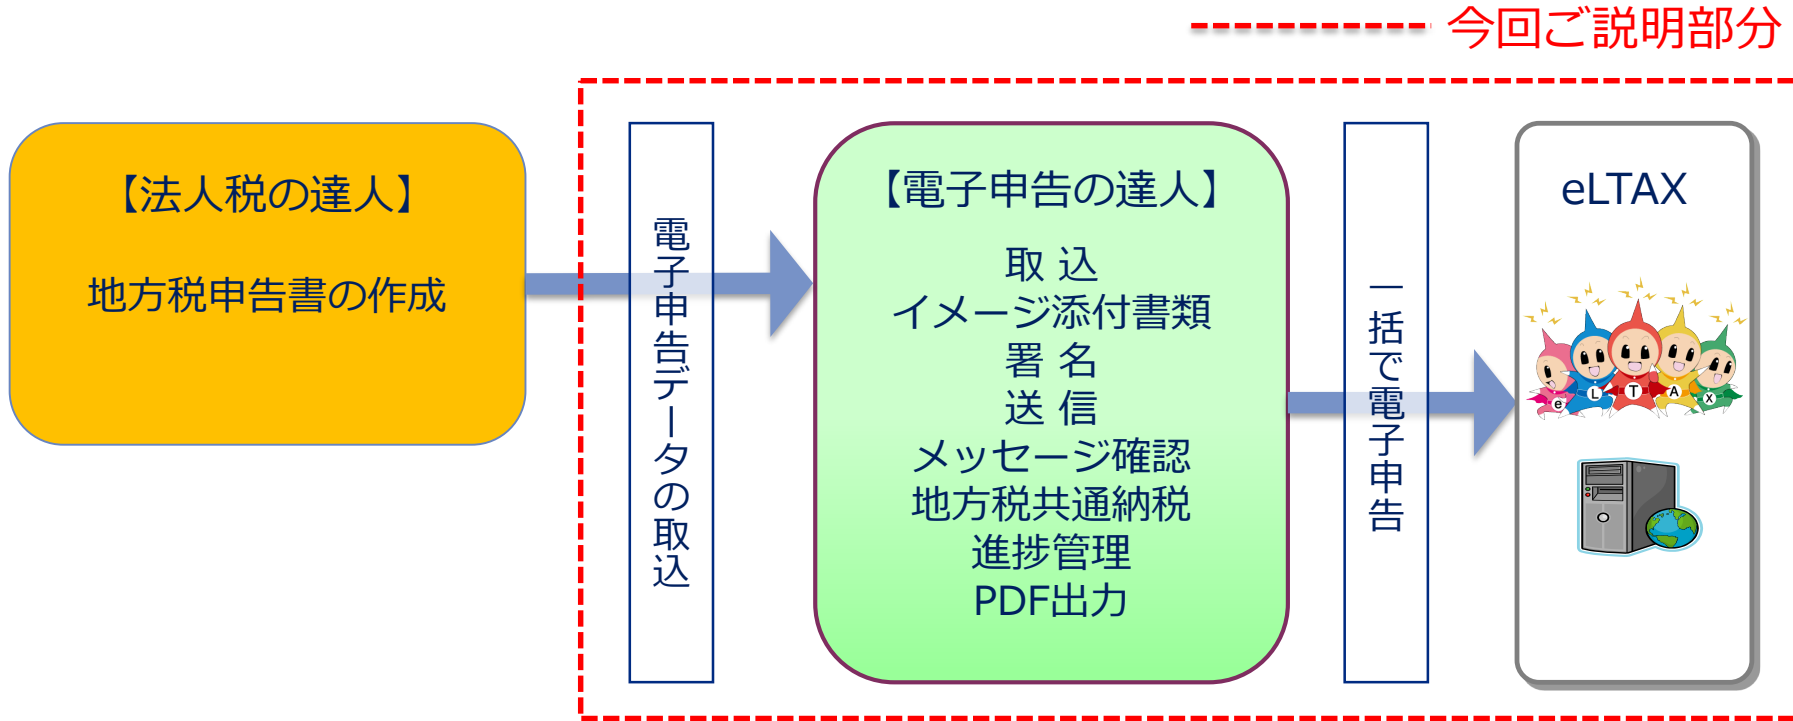 今回ご説明部分
【法人税の達人】
地方税申告書の作成
電子申告データの取込
【電子申告の達人】
取 込
イメージ添付書類
署 名
送 信
メッセージ確認
地方税共通納税
進捗管理
PDF出力
一括で電子申告
eLTAX
e L T A X